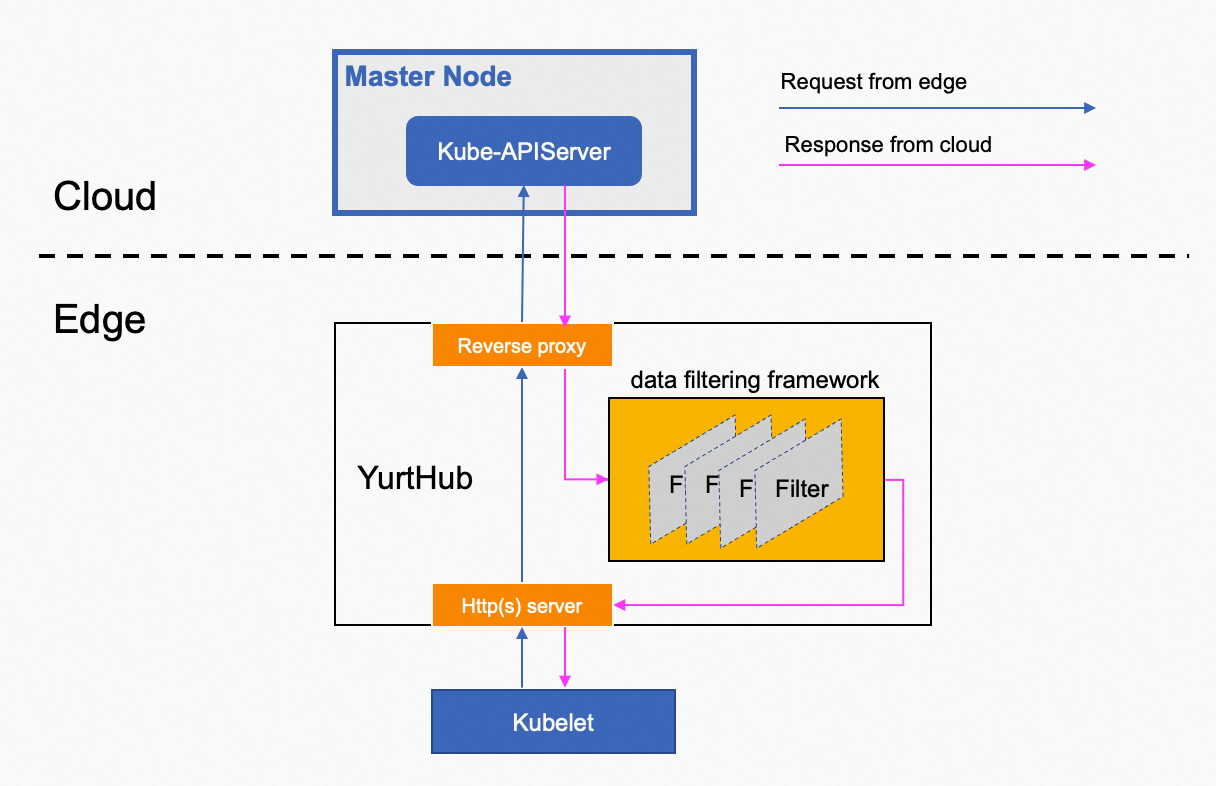 Master Node
Kube-APIServer
Request from edge
Response from cloud
Cloud
Edge
Reverse proxy
data filtering framework
YurtHub
F
F
F
Filter
Http(s) server
Kubelet